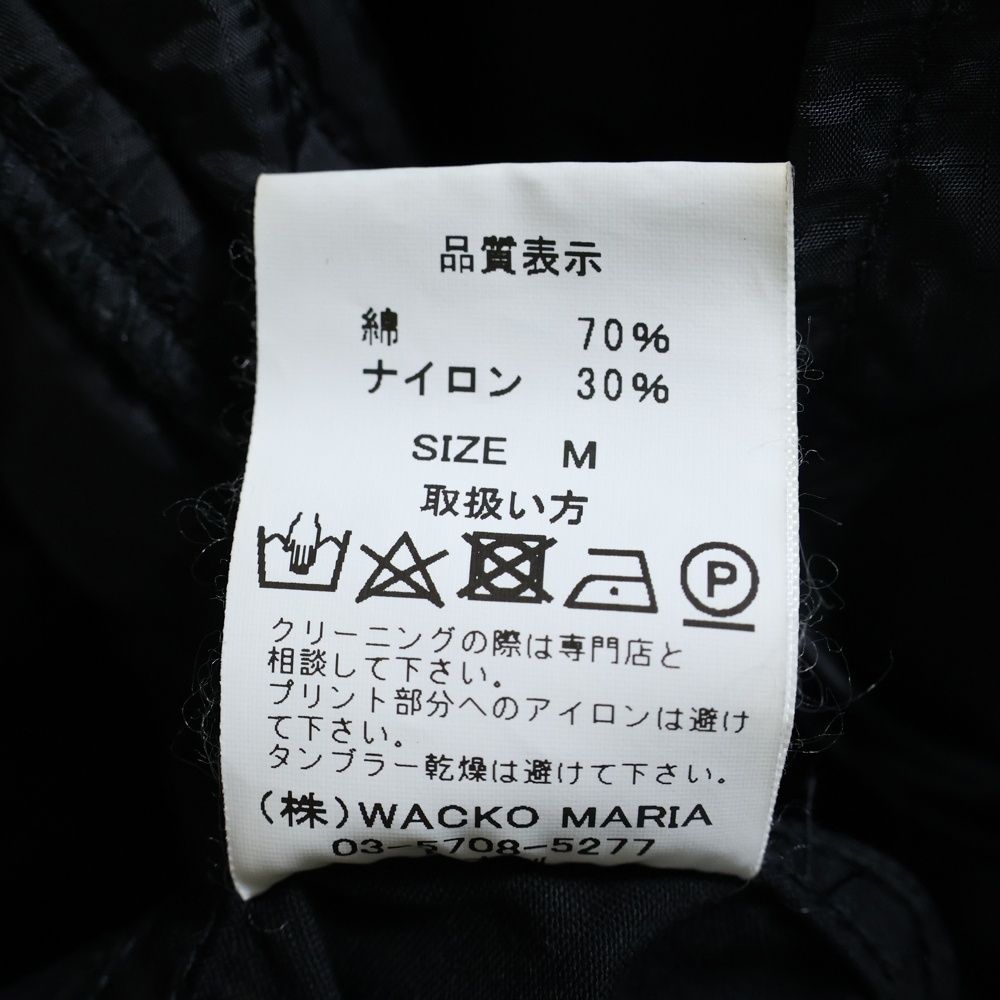 品質表示
綿 70%
ナイロン 30%
SIZE M
取扱い方
P
クリーニングの際は専門店と
相談して下さい。
プリント部分へのアイロンは避け
て下さい。
タンブラー乾燥は避けて下さい。
(株)WACKO MARIA
03-5708-5277